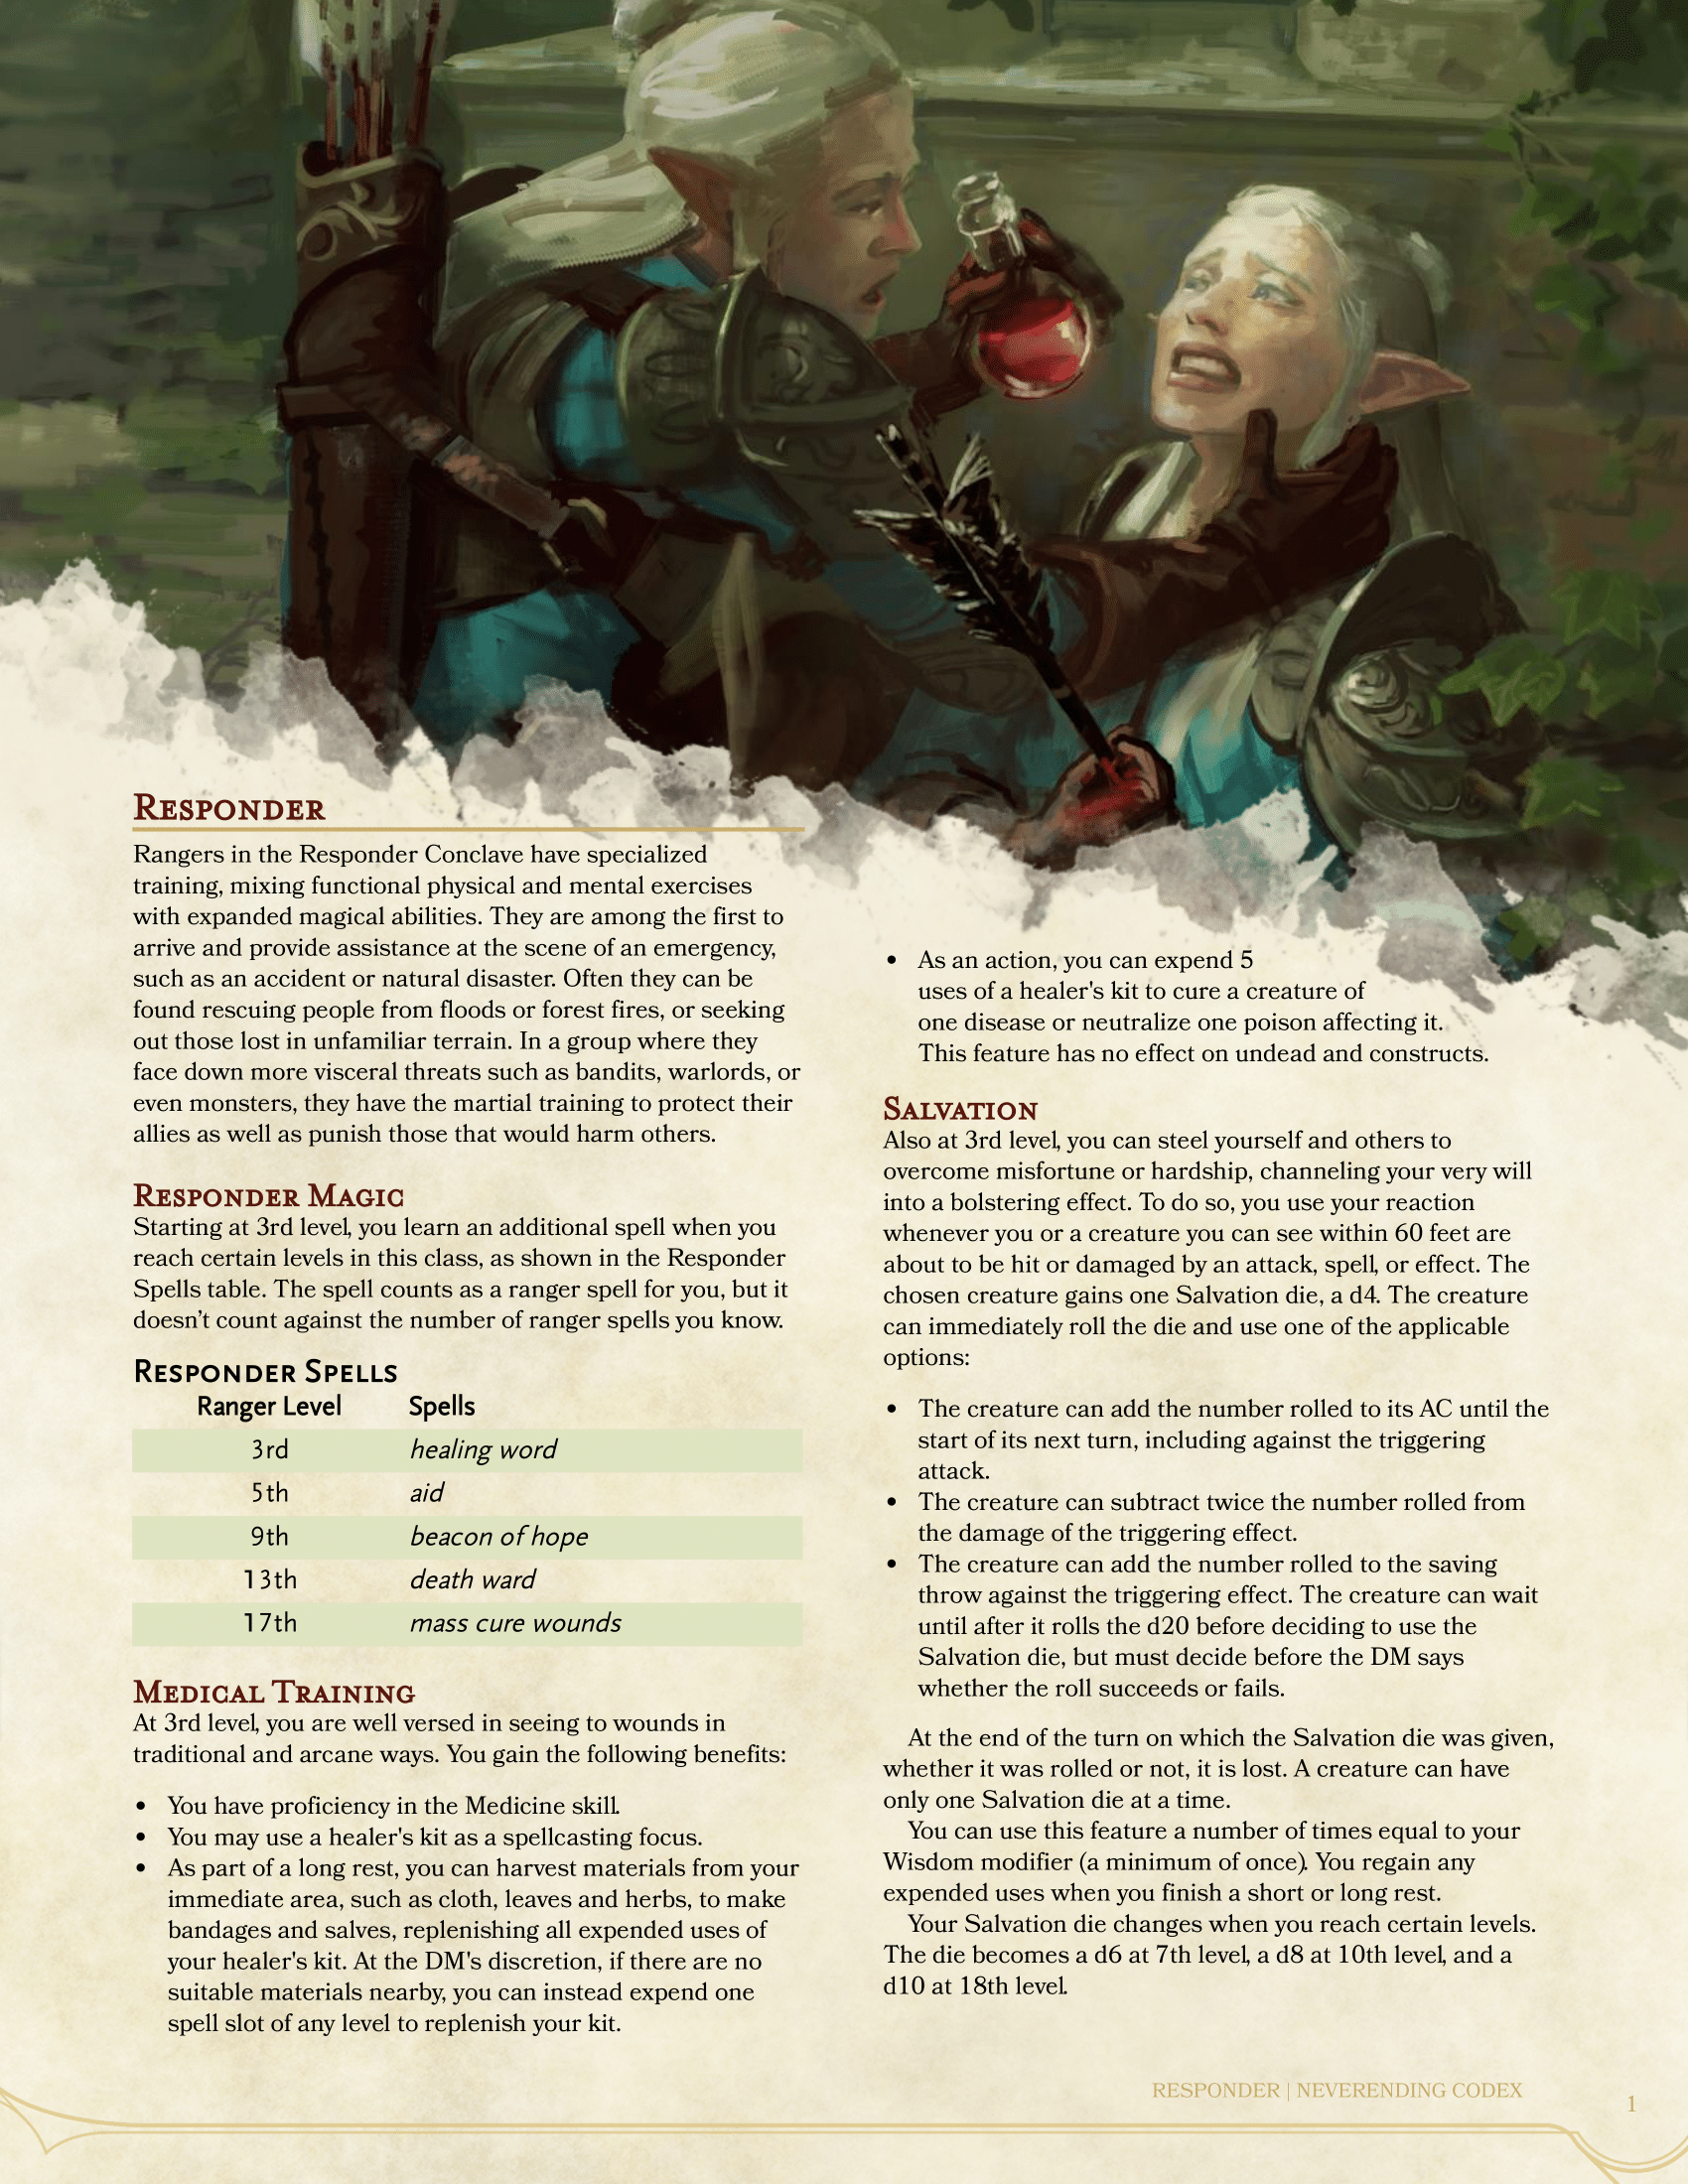 Responder
Rangers in the Responder Conclave have specialized
training, mixing functional physical and mental exercises
with expanded magical abilities. They are among the first to
arrive and provide assistance at the scene of an emergency,
such as an accident or natural disaster. Often they can be
found rescuing people from floods or forest fires, or seeking
out those lost in unfamiliar terrain. In a group where they
face down more visceral threats such as bandits, warlords, or
even monsters, they have the martial training to protect their
allies as well as punish those that would harm others.
Responder Magic
Starting at 3rd level, you learn an additional spell when you
reach certain levels in this class, as shown in the Responder
Spells table. The spell counts as a ranger spell for you, but it
doesn’t count against the number of ranger spells you know.
Responder Spells
Ranger Level Spells
3rd healing word
5th aid
9th beacon of hope
13th death ward
17th mass cure wounds
Medical Training
At 3rd level, you are well versed in seeing to wounds in
traditional and arcane ways. You gain the following benefits:
• You have proficiency in the Medicine skill.
• You may use a healer's kit as a spellcasting focus.
• As part of a long rest, you can harvest materials from your
immediate area, such as cloth, leaves and herbs, to make
bandages and salves, replenishing all expended uses of
your healer's kit. At the DM's discretion, if there are no
suitable materials nearby, you can instead expend one
spell slot of any level to replenish your kit.
• As an action, you can expend 5
uses of a healer's kit to cure a creature of
one disease or neutralize one poison affecting it.
This feature has no effect on undead and constructs.
Salvation
Also at 3rd level, you can steel yourself and others to
overcome misfortune or hardship, channeling your very will
into a bolstering effect. To do so, you use your reaction
whenever you or a creature you can see within 60 feet are
about to be hit or damaged by an attack, spell, or effect. The
chosen creature gains one Salvation die, a d4. The creature
can immediately roll the die and use one of the applicable
options:
• The creature can add the number rolled to its AC until the
start of its next turn, including against the triggering
attack.
• The creature can subtract twice the number rolled from
the damage of the triggering effect.
• The creature can add the number rolled to the saving
throw against the triggering effect. The creature can wait
until after it rolls the d20 before deciding to use the
Salvation die, but must decide before the DM says
whether the roll succeeds or fails.
At the end of the turn on which the Salvation die was given,
whether it was rolled or not, it is lost. A creature can have
only one Salvation die at a time.
You can use this feature a number of times equal to your
Wisdom modifier (a minimum of once). You regain any
expended uses when you finish a short or long rest.
Your Salvation die changes when you reach certain levels.
The die becomes a d6 at 7th level, a d8 at 10th level, and a
d10 at 18th level.
RESPONDER | NEVERENDING CODEX
1